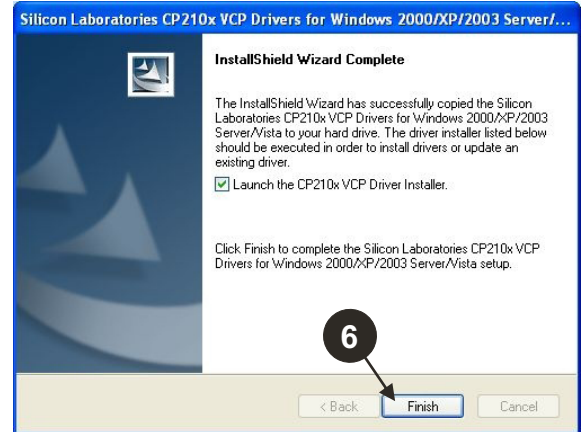 Silicon Laboratories CP210x VCP Drivers for Windows 2000/XP/2003 Server/...
InstallShield Wizard Complete
The InstallShield Wizard has successfully copied the Silicon
Laboratories CP210x VCP Drivers for Windows 2000/XP/2003
Server/Vista to your hard drive. The driver installer listed below
should be executed in order to install drivers or update an
existing driver.
Launch the CP210x VCP Driver Installer.
Click Finish to complete the Silicon Laboratories CP210x VCP
Drivers for Windows 2000/XP/2003 Server/Vista setup.
6
< Back Finish Cancel